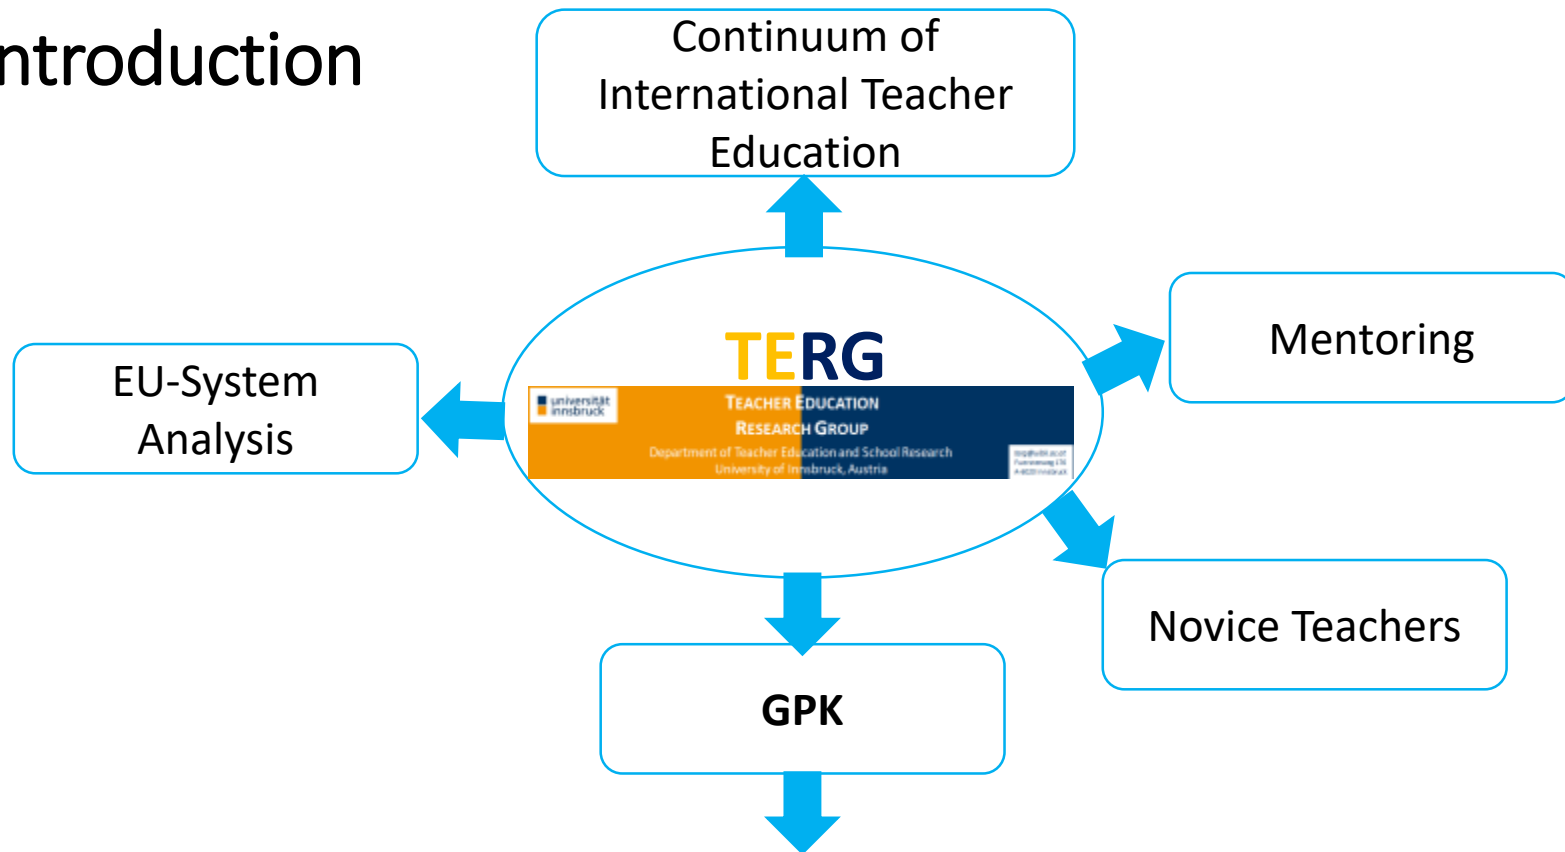 ntroduction
Continuum of
International Teacher
Education
TERG
universität
innsbruck
TEACHER EDUCATION
RESEARCH GROUP
Department of Teacher Education and School Research
University of Innsbruck, Austria
Mentoring
EU-System
Analysis
Novice Teachers
GPK